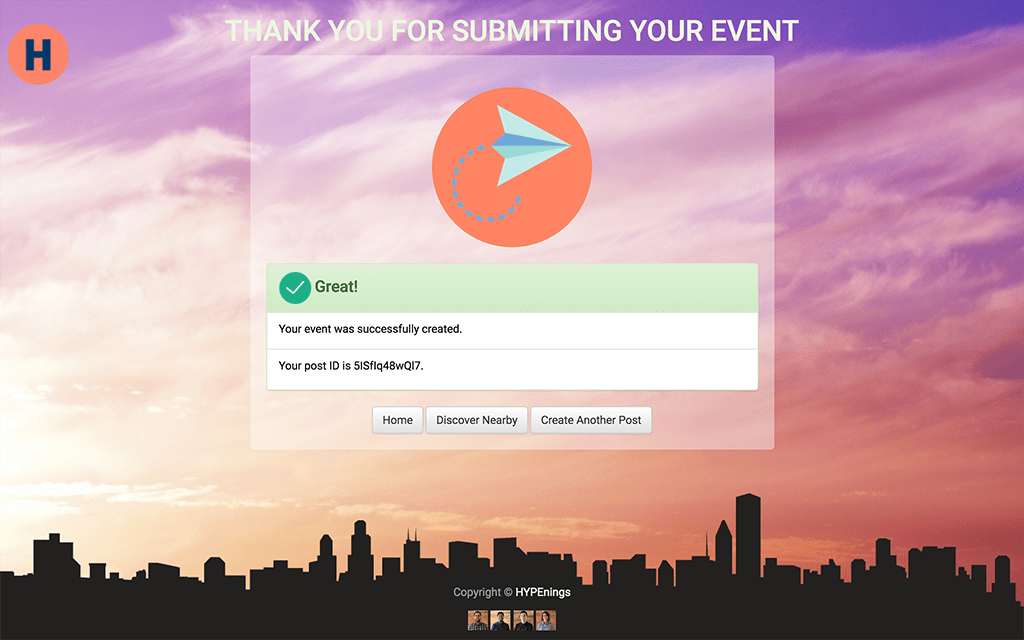 THANK YOU FOR SUBMITTING YOUR EVENT
H
Great!
Your event was successfully created.
Your post ID is 5ISfIq48wQI7.
Home Discover Nearby Create Another Post
Copyright © HYPEnings